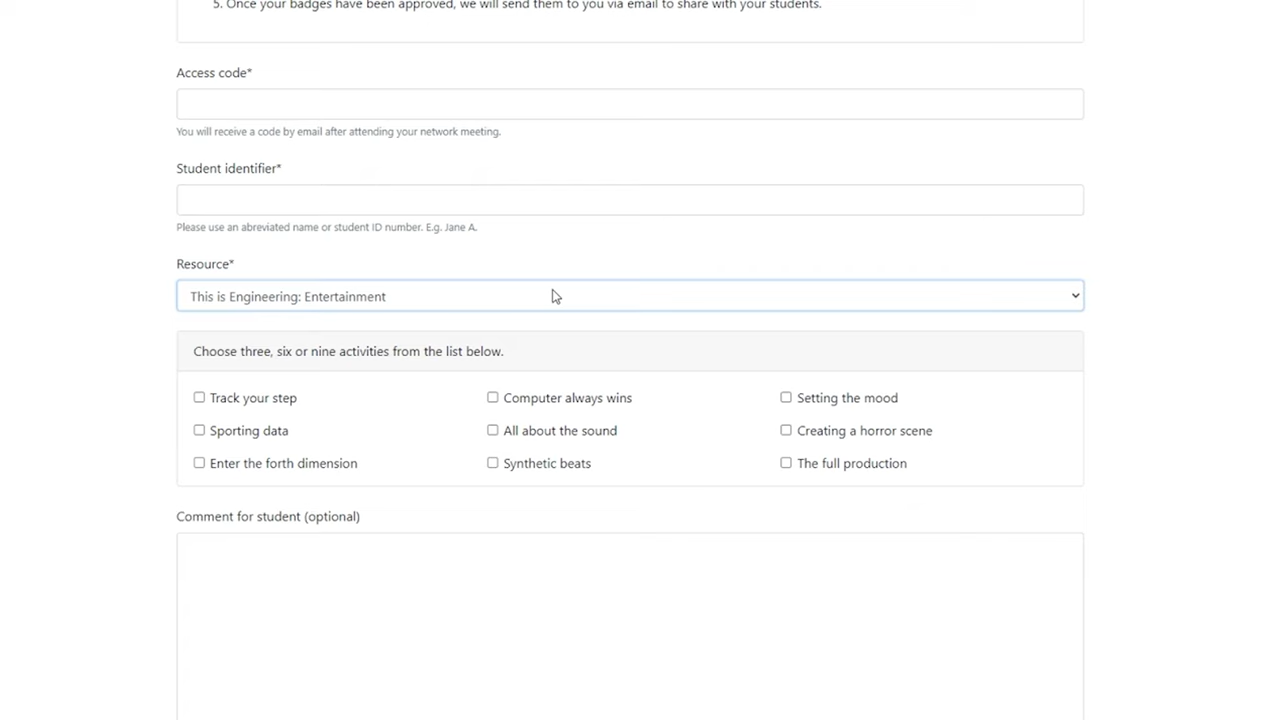 5. Once your badges have been approved, we will send them to you via email to share with your students.
Access code*
You will receive a code by email after attending your network meeting.
Student identifier*
Please use an abreviated name or student ID number. E.g. Jane A.
Resource*
This is Engineering: Entertainment
Choose three, six or nine activities from the list below.
Track your step
Computer always wins
Setting the mood
Sporting data
All about the sound
Creating a horror scene
Enter the forth dimension
Synthetic beats
The full production
Comment for student (optional)